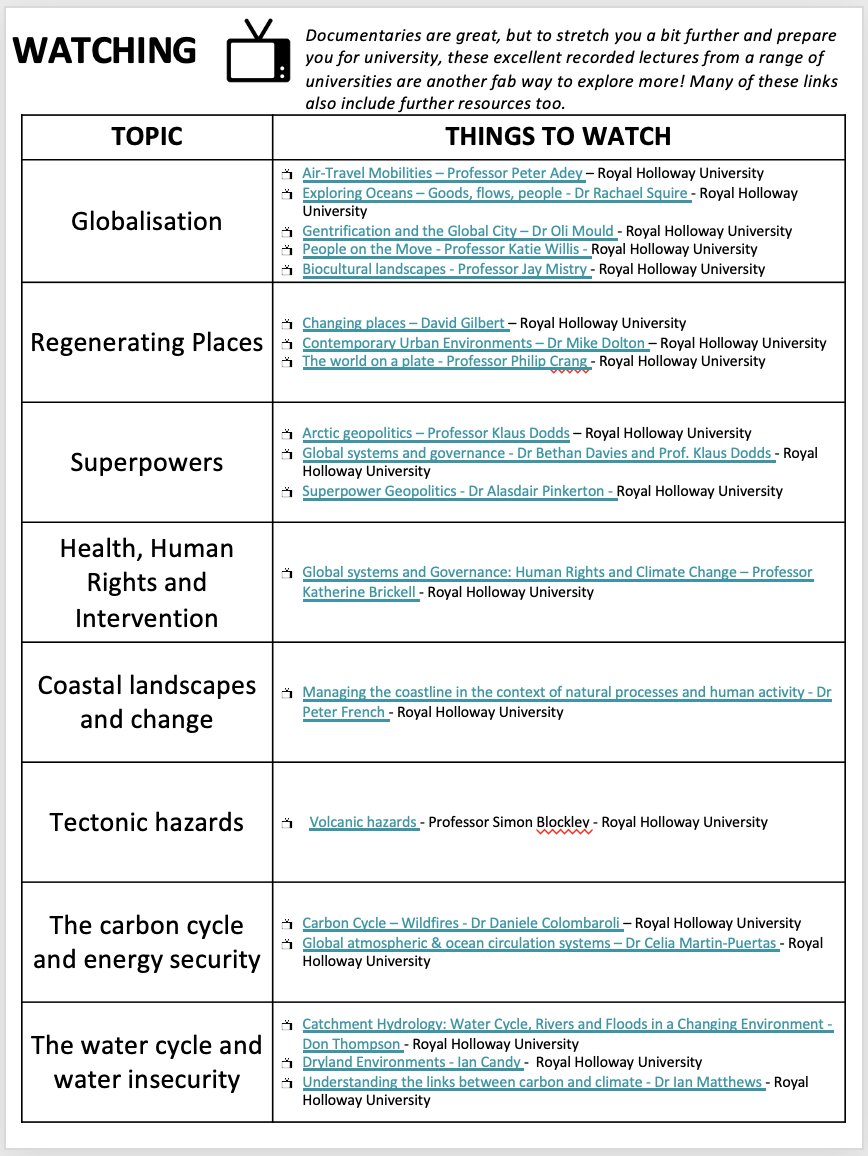 WATCHING
Documentaries are great, but to stretch you a bit further and prepare
you for university, these excellent recorded lectures from a range of
universities are another fab way to explore more! Many of these links
also include further resources too.
TOPIC
THINGS TO WATCH
Globalisation
Air-Travel Mobilities – Professor Peter Adey – Royal Holloway University
Exploring Oceans – Goods, flows, people - Dr Rachael Squire - Royal Holloway
University
Gentrification and the Global City – Dr Oli Mould - Royal Holloway University
People on the Move - Professor Katie Willis - Royal Holloway University
Biocultural landscapes - Professor Jay Mistry - Royal Holloway University
Regenerating Places
Changing places – David Gilbert – Royal Holloway University
Contemporary Urban Environments – Dr Mike Dolton – Royal Holloway University
The world on a plate - Professor Philip Crang - Royal Holloway University
Superpowers
Arctic geopolitics – Professor Klaus Dodds – Royal Holloway University
Global systems and governance - Dr Bethan Davies and Prof. Klaus Dodds - Royal
Holloway University
Superpower Geopolitics - Dr Alasdair Pinkerton - Royal Holloway University
Health, Human
Rights and
Intervention
Global systems and Governance: Human Rights and Climate Change – Professor
Katherine Brickell - Royal Holloway University
Coastal landscapes
and change
Managing the coastline in the context of natural processes and human activity - Dr
Peter French - Royal Holloway University
Tectonic hazards
Volcanic hazards - Professor Simon Blockley - Royal Holloway University
The carbon cycle
and energy security
Carbon Cycle – Wildfires - Dr Daniele Colombaroli – Royal Holloway University
Global atmospheric & ocean circulation systems – Dr Celia Martin-Puertas - Royal
Holloway University
The water cycle and
water insecurity
Catchment Hydrology: Water Cycle, Rivers and Floods in a Changing Environment -
Don Thompson - Royal Holloway University
Dryland Environments - Ian Candy - Royal Holloway University
Understanding the links between carbon and climate - Dr Ian Matthews - Royal
Holloway University